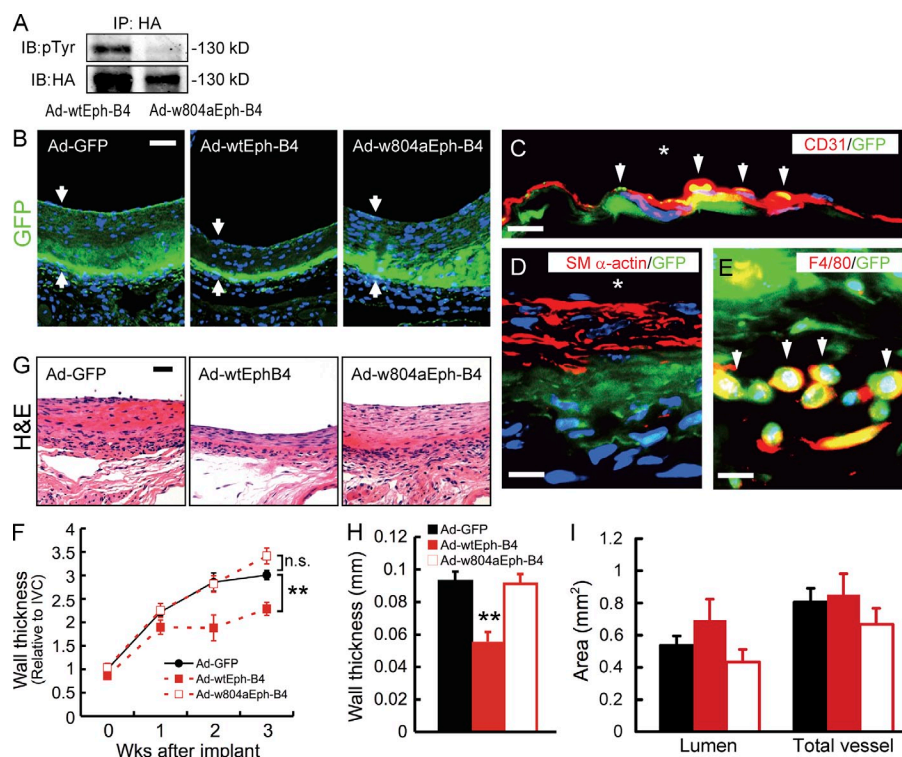 A
IP: HA
IB:pTyr
-130 kD
IB:HA
-130 kD
Ad-wtEph-B4 Ad-w804aEph-B4
B
Ad-GFP
Ad-wtEph-B4
Ad-w804aEph-B4
GFP
C
CD31/GFP
*
D
SM α-actin/GFP
*
E
F4/80/GFP
G
Ad-GFP
Ad-wtEphB4
Ad-w804aEph-B4
H&E
F
Wall thickness
(Relative to IVC)
4
3.5
3
2.5
2
1.5
1
0.5
n.s.
**
Ad-GFP
Ad-wtEph-B4
Ad-w804aEph-B4
0 1 2 3
Wks after implant
H
Ad-GFP
Ad-wtEph-B4
Ad-w804aEph-B4
Wall thickness (mm)
0.12
0.1
0.08
0.06
0.04
0.02
0
**
I
Area (mm²)
1.2
1
0.8
0.6
0.4
0.2
0
Lumen Total vessel